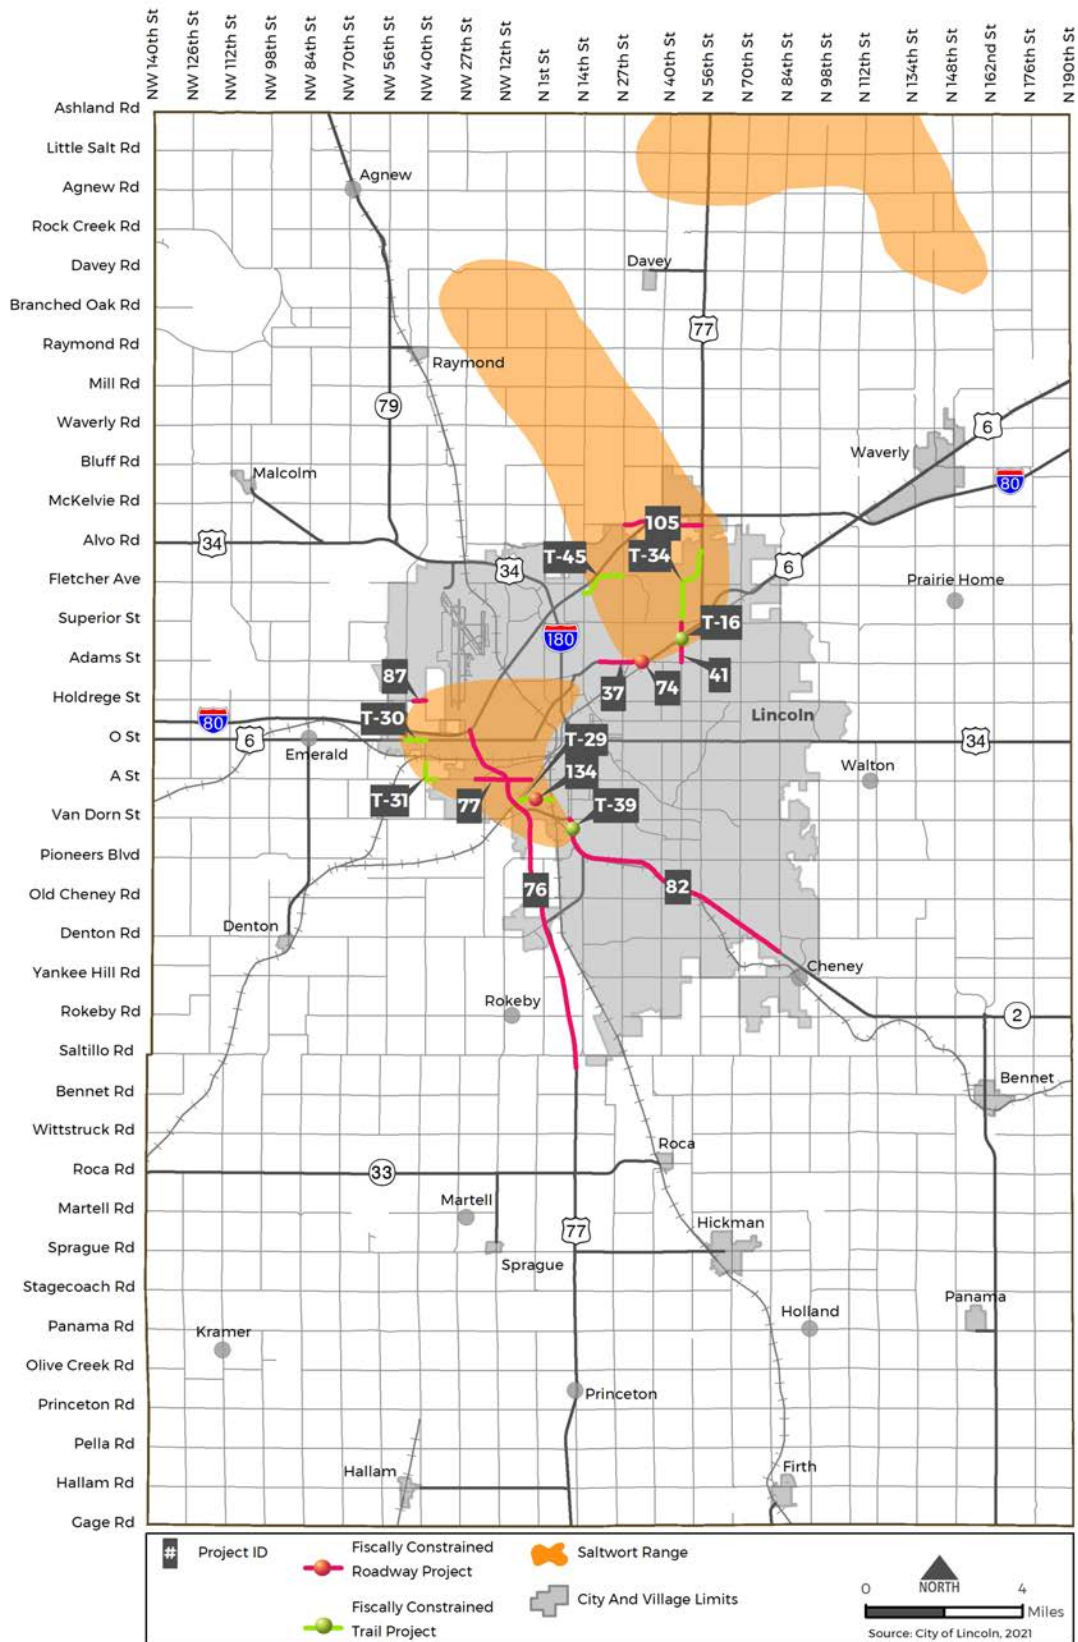 NW 140th St
NW 126th St
NW 112th St
NW 98th St
NW 84th St
NW 70th St
NW 56th St
NW 40th St
NW 27th St
NW 12th St
N 1st St
N 14th St
N 27th St
N 40th St
N 56th St
N 70th St
N 84th St
N 98th St
N 112th St
N 134th St
N 148th St
N 162nd St
N 176th St
N 190th St
Ashland Rd
Little Salt Rd
Agnew Rd
Rock Creek Rd
Davey Rd
Branched Oak Rd
Raymond Rd
Mill Rd
Waverly Rd
Bluff Rd
McKelvie Rd
Alvo Rd
Fletcher Ave
Superior St
Adams St
Holdrege St
O St
A St
Van Dorn St
Pioneers Blvd
Old Cheney Rd
Denton Rd
Yankee Hill Rd
Rokeby Rd
Saltillo Rd
Bennet Rd
Wittstruck Rd
Roca Rd
Martell Rd
Sprague Rd
Stagecoach Rd
Panama Rd
Olive Creek Rd
Princeton Rd
Pella Rd
Hallam Rd
Gage Rd
Agnew
Davey
77
Raymond
79
6
Waverly
Malcolm
80
105
34
T-45
T-34
34
6
Prairie Home
T-16
180
87
37
74
41
Lincoln
T-30
80
6
Emerald
T-29
34
134
Walton
T-31
77
T-39
76
82
Denton
Cheney
Rokeby
2
Bennet
Roca
33
Martell
Hickman
77
Sprague
Panama
Holland
Kramer
Princeton
Hallam
Firth
# Project ID
Fiscally Constrained
Roadway Project
Fiscally Constrained
Trail Project
Saltwort Range
City And Village Limits
NORTH
0 4
Miles
Source: City of Lincoln, 2021